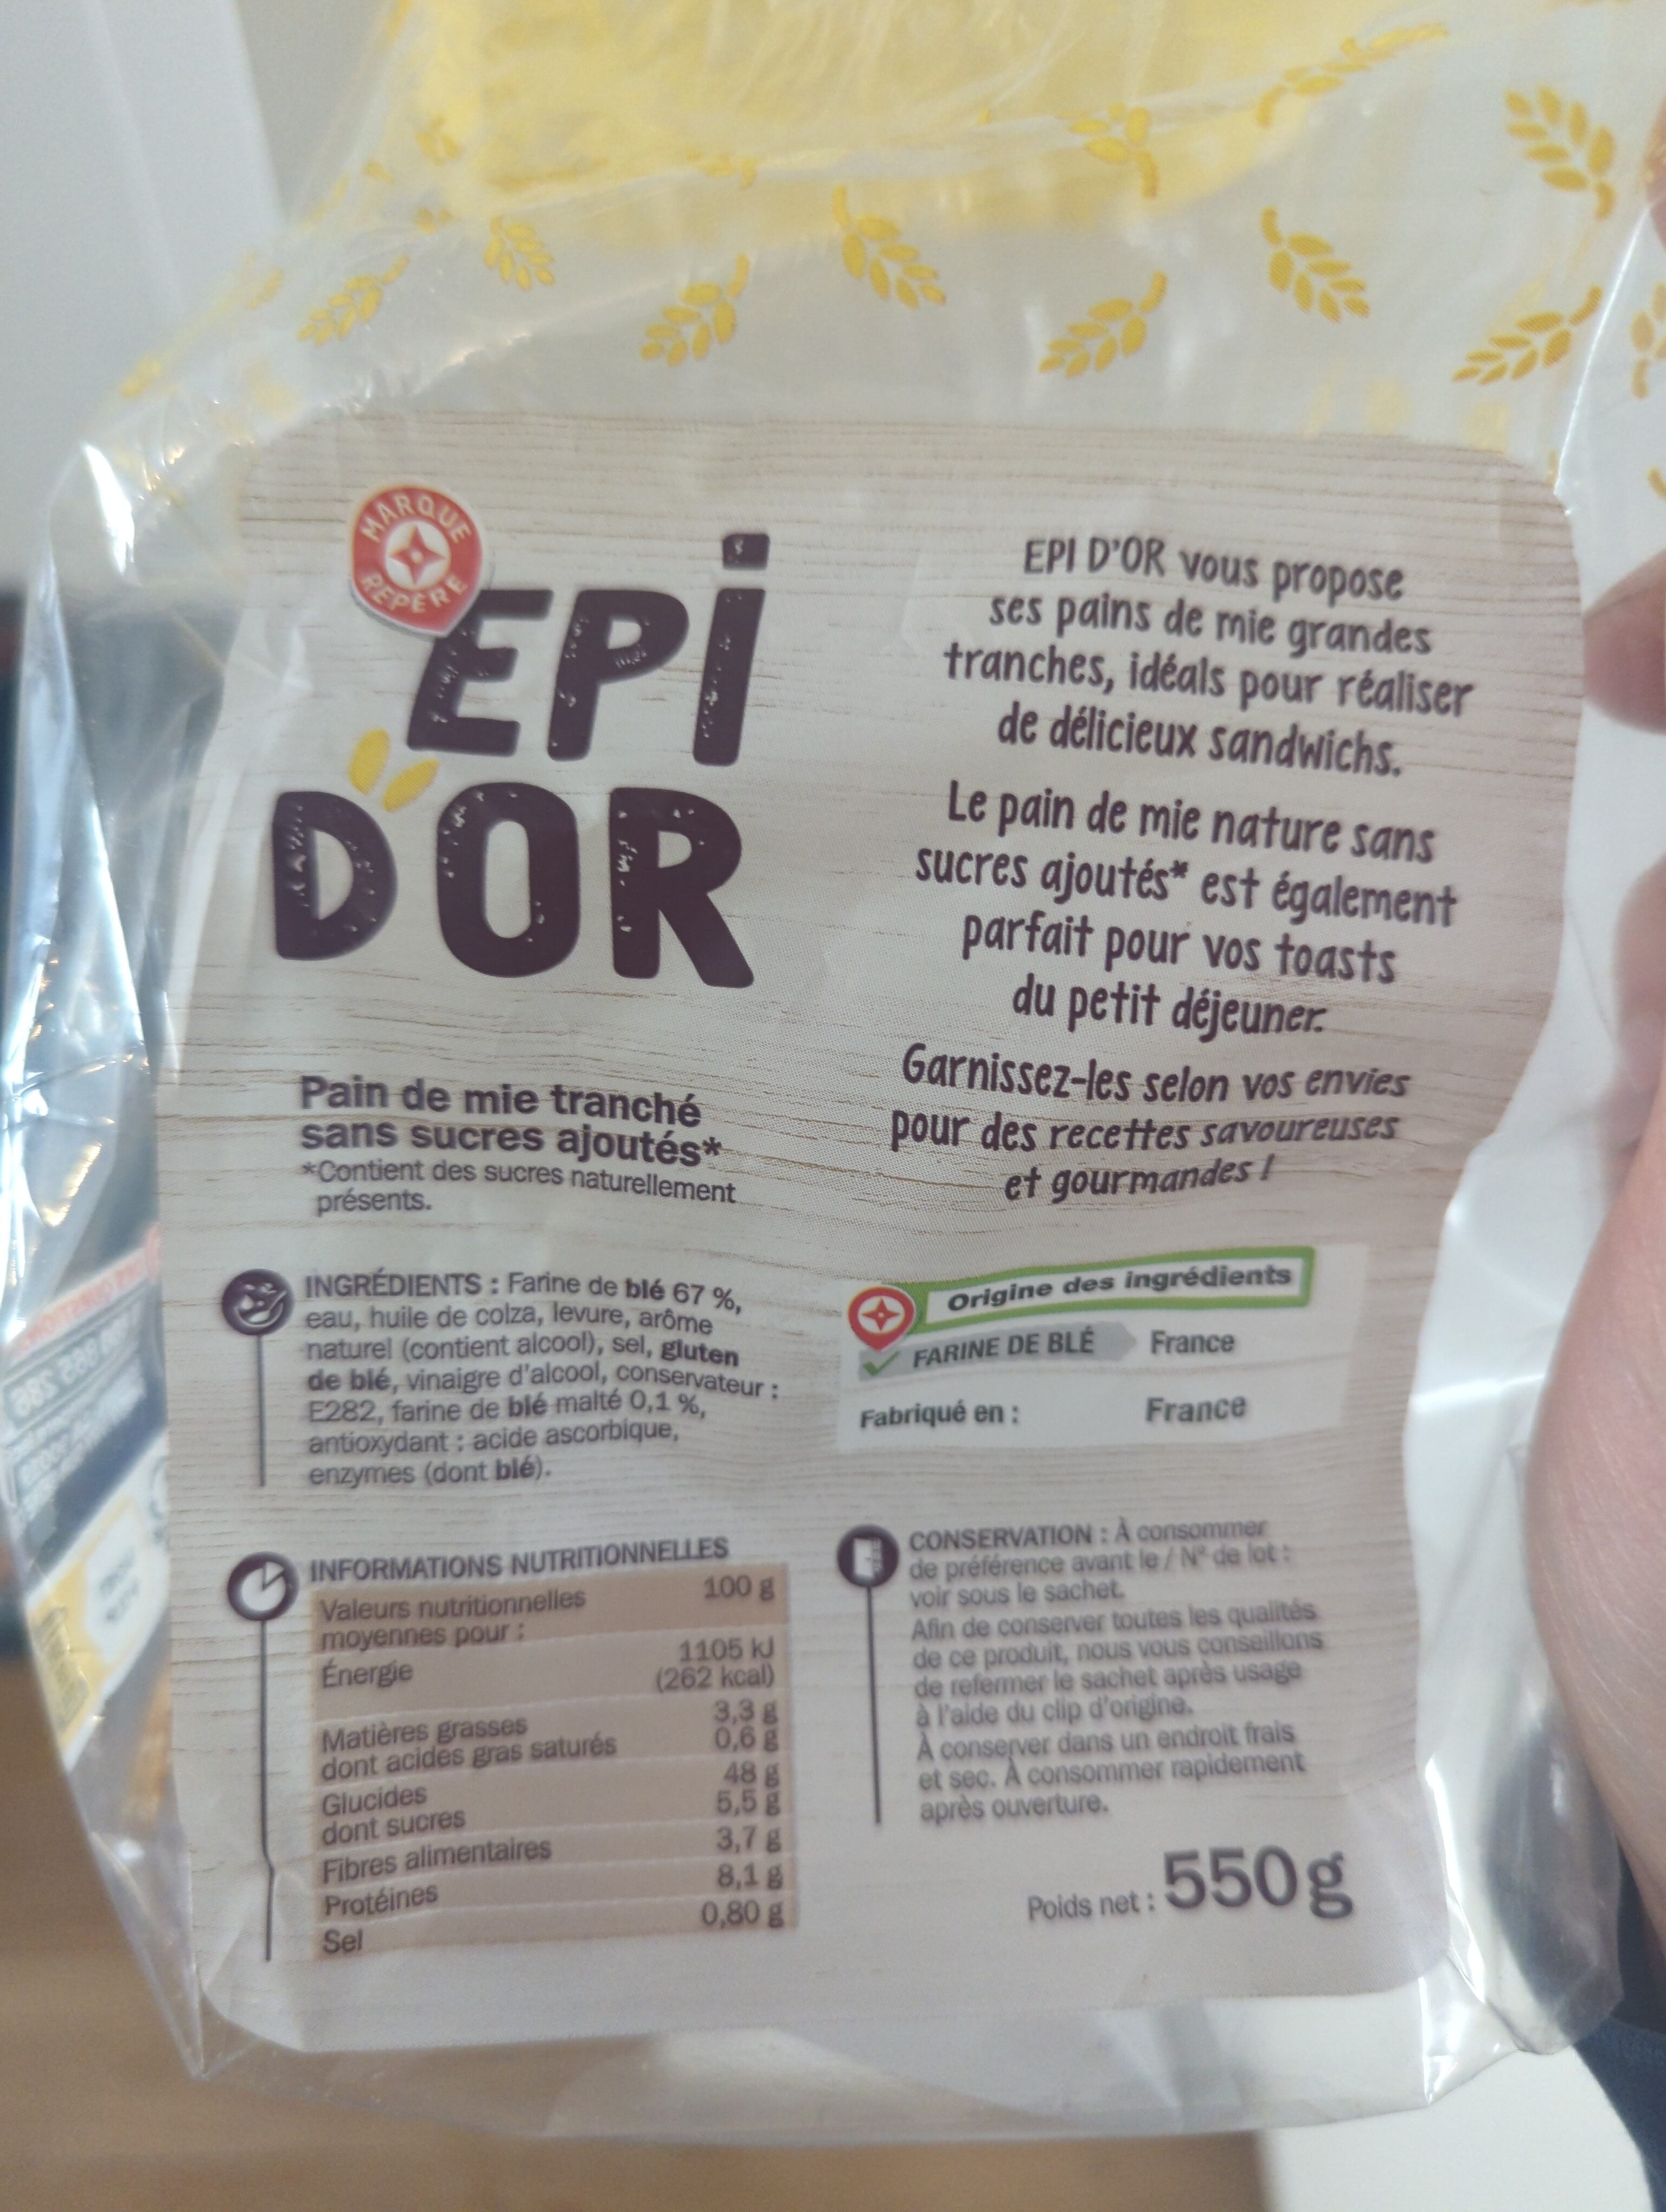 MARQUE
REPÈRE
EPI
D'OR
EPI D'OR vous propose
ses pains de mie grandes
tranches, idéals pour réaliser
de délicieux sandwichs.
Le pain de mie nature sans
sucres ajoutés* est également
parfait pour vos toasts
du petit déjeuner.
Garnissez-les selon vos envies
pour des recettes savoureuses
et gourmandes !
Pain de mie tranché
sans sucres ajoutés*
*Contient des sucres naturellement
présents.
INGRÉDIENTS : Farine de blé 67 %,
eau, huile de colza, levure, arôme
naturel (contient alcool), sel, gluten
de blé, vinaigre d'alcool, conservateur :
E282, farine de blé malté 0,1 %,
antioxydant : acide ascorbique,
enzymes (dont blé).
Origine des ingrédients
FARINE DE BLÉ France
Fabriqué en : France
INFORMATIONS NUTRITIONNELLES
Valeurs nutritionnelles 100 g
moyennes pour :
Énergie 1105 kJ
(262 kcal)
Matières grasses 3,3 g
dont acides gras saturés 0,6 g
Glucides 48 g
dont sucres 5,5 g
Fibres alimentaires 3,7 g
Protéines 8,1 g
Sel 0,80 g
CONSERVATION : À consommer
de préférence avant le / N° de lot :
voir sous le sachet.
Afin de conserver toutes les qualités
de ce produit, nous vous conseillons
de refermer le sachet après usage
à l'aide du clip d'origine.
À conserver dans un endroit frais
et sec. À consommer rapidement
après ouverture.
Poids net : 550g